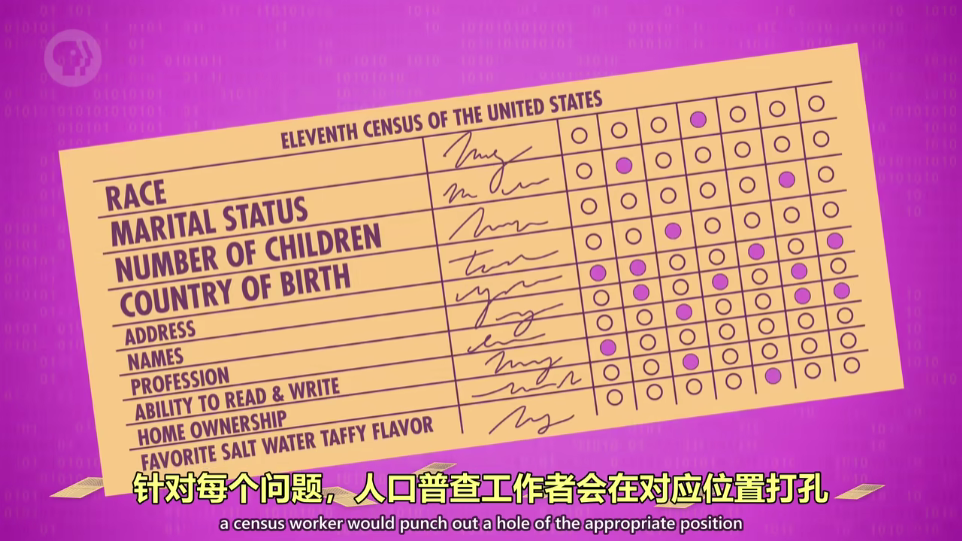 ELEVENTH CENSUS OF THE UNITED STATES
RACE
MARITAL STATUS
NUMBER OF CHILDREN
COUNTRY OF BIRTH
ADDRESS
NAMES
PROFESSION
ABILITY TO READ & WRITE
HOME OWNERSHIP
FAVORITE SALT WATER TAFFY FLAVOR
针对每个问题，人口普查工作者会在对应位置打孔
a census worker would punch out a hole of the appropriate position